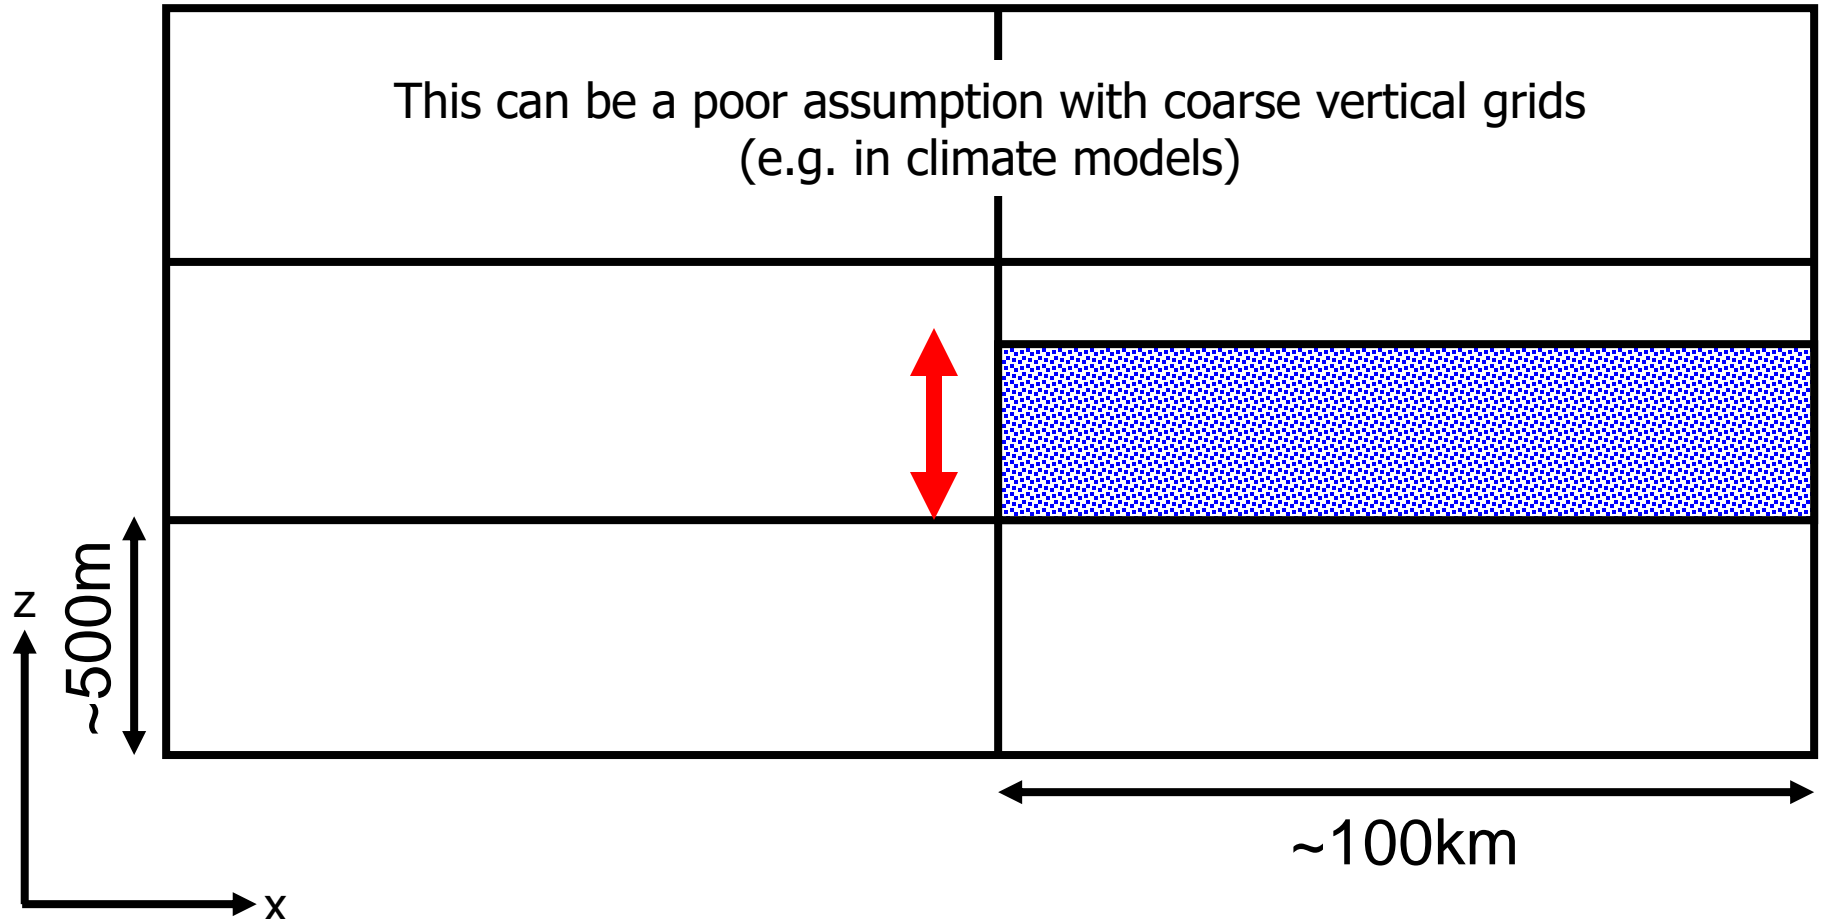 This can be a poor assumption with coarse vertical grids
(e.g. in climate models)
z
~500m
~100km
x